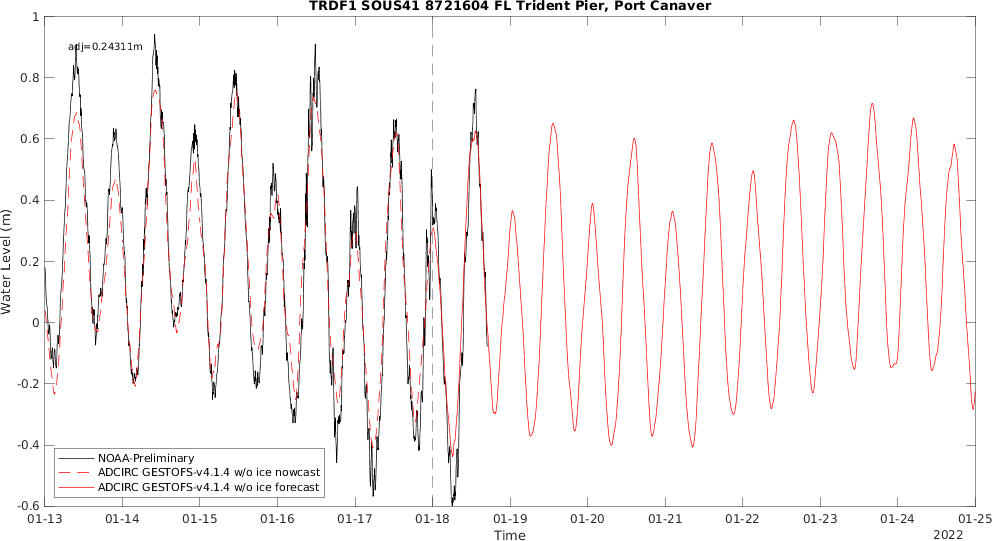 TRDF1 SOUS41 8721604 FL Trident Pier, Port Canaver
adj=0.24311m
1
0.8
0.6
0.4
0.2
0
-0.2
-0.4
-0.6
Water Level (m)
NOAA-Preliminary
ADCIRC GESTOFS-v4.1.4 w/o ice nowcast
ADCIRC GESTOFS-v4.1.4 w/o ice forecast
01-13 01-14 01-15 01-16 01-17 01-18 01-19 01-20 01-21 01-22 01-23 01-24 01-25
Time
2022